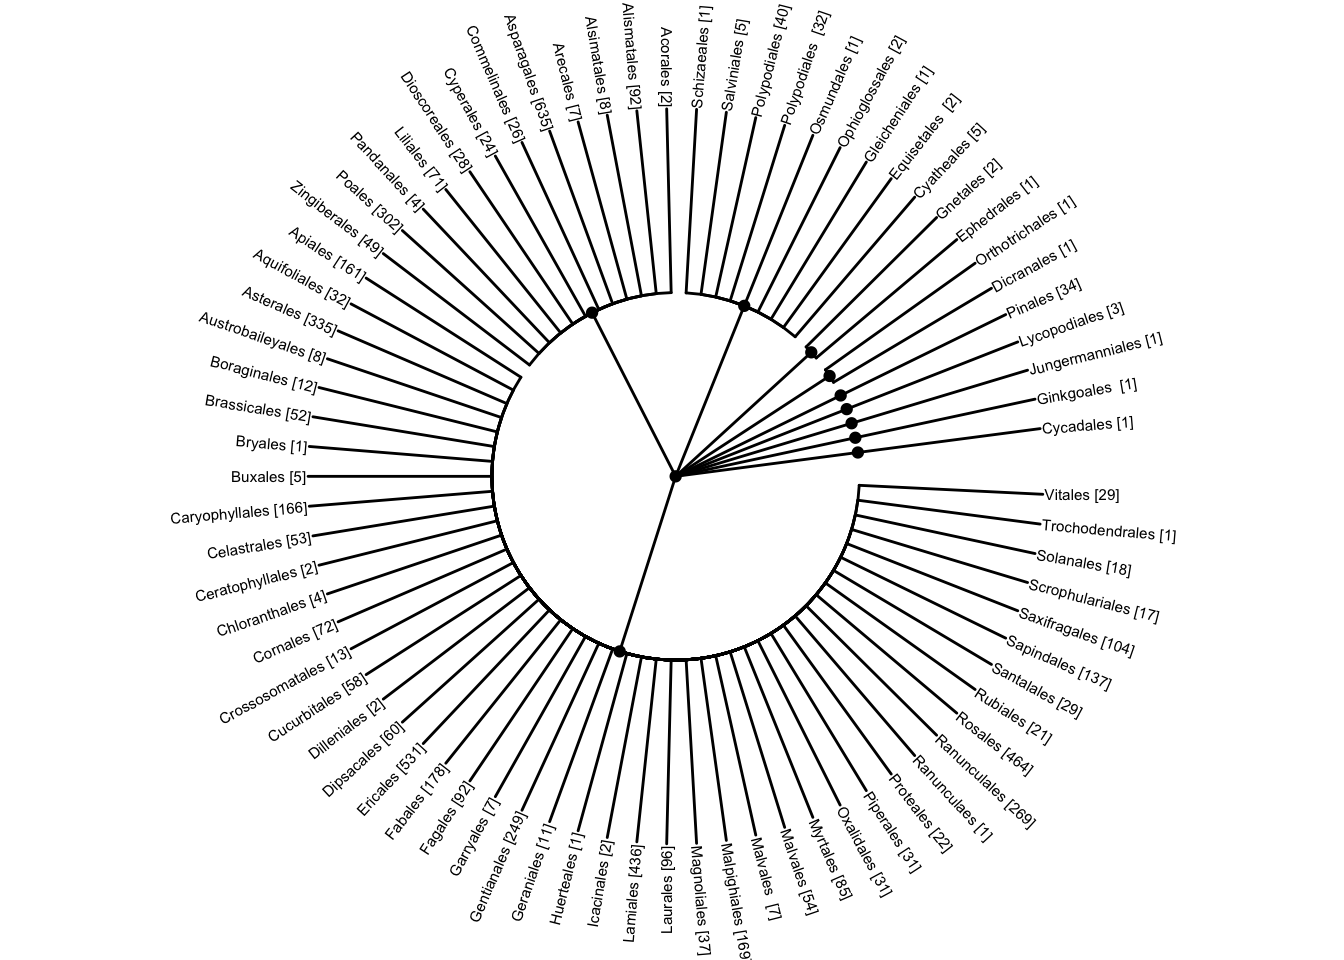 Schizaeales [1]
Salviniales [5]
Polypodiales [40]
Polypodiales  [32]
Osmundales [1]
Ophioglossales [2]
Gleicheniales [1]
Equisetales  [2]
Cyatheales [5]
Gnetales [2]
Ephedrales [1]
Orthotrichales [1]
Dicranales [1]
Pinales [34]
Lycopodiales [3]
Jungermanniales [1]
Ginkgoales  [1]
Cycadales [1]
Vitales [29]
Trochodendrales [1]
Solanales [18]
Scrophulariales [17]
Saxifragales [104]
Sapindales [137]
Santalales [29]
Rubiales [21]
Rosales [464]
Ranunculales [269]
Ranunculaes [1]
Proteales [22]
Piperales [31]
Oxalidales [31]
Myrtales [85]
Malvales [54]
Malvales  [7]
Malpighiales [169
Magnoliales [37]
Laurales [96]
Lamiales [436]
Icacinales [2]
Huerteales [1]
Geraniales [11]
Gentianales [249]
Garryales [7]
Fagales [92]
Fabales [178]
Ericales [531]
Dipsacales [60]
Dilleniales [2]
Cucurbitales [58]
Crossosomatales [13]
Cornales [72]
Chloranthales [4]
Ceratophyllales [2]
Celastrales [53]
Caryophyllales [166]
Buxales [5]
Bryales [1]
Brassicales [52]
Boraginales [12]
Austrobaileyales [8]
Asterales [335]
Aquifoliales [32]
Apiales [161]
Zingiberales [49]
Poales [302]
Pandanales [4]
Liliales [71]
Dioscoreales [28]
Cyperales [24]
Commelinales [26]
Asparagales [635]
Arecales [7]
Alsimatales [8]
Alismatales [92]
Acorales [2]